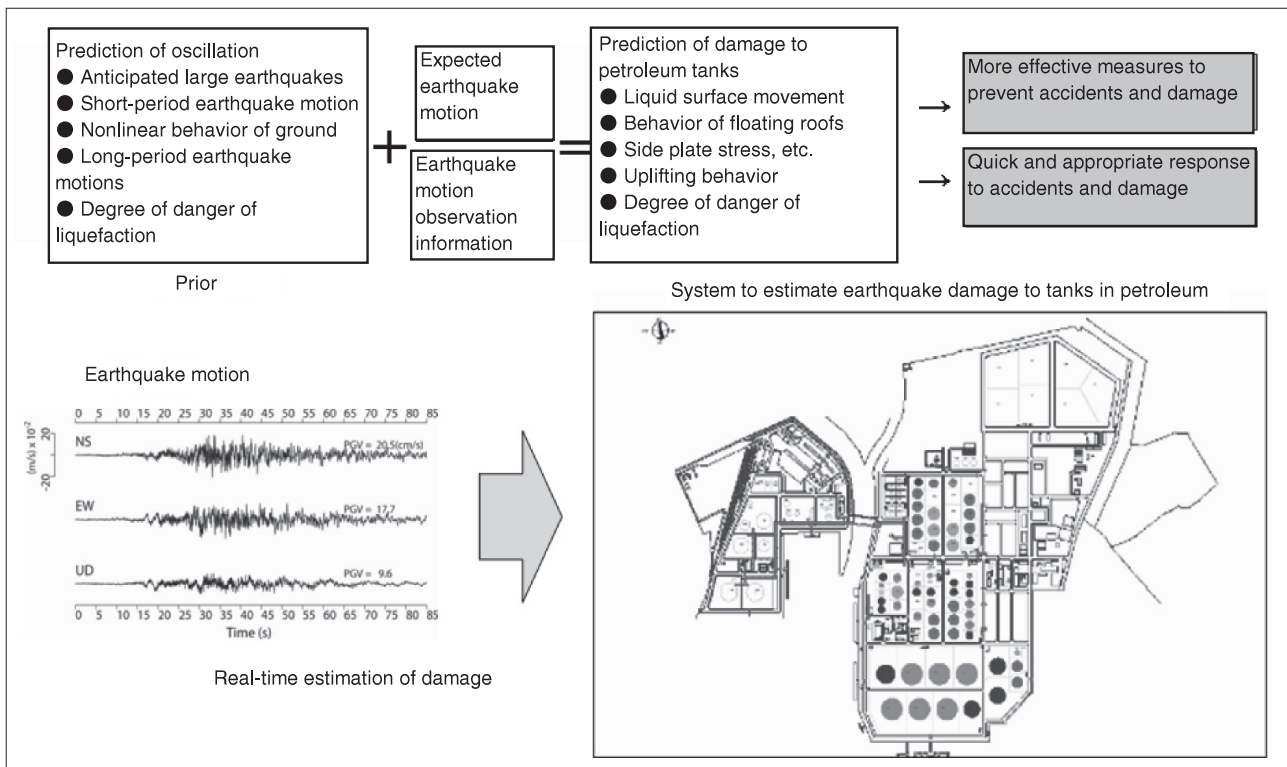 Prediction of oscillation
● Anticipated large earthquakes
● Short-period earthquake motion
● Nonlinear behavior of ground
● Long-period earthquake
motions
● Degree of danger of
liquefaction
Prior
+
Expected
earthquake
motion
Earthquake
motion
observation
information
=
Prediction of damage to
petroleum tanks
● Liquid surface movement
● Behavior of floating roofs
● Side plate stress, etc.
● Uplifting behavior
● Degree of danger of
liquefaction
→
More effective measures to
prevent accidents and damage
→
Quick and appropriate response
to accidents and damage
System to estimate earthquake damage to tanks in petroleum
Earthquake motion
0 5 10 15 20 25 30 35 40 45 50 55 60 65 70 75 80 85
(m/s) x 10⁻²
20
0
-20
NS
PGV = 20.5(cm/s)
EW
PGV = 17.7
UD
PGV = 9.6
0 5 10 15 20 25 30 35 40 45 50 55 60 65 70 75 80 85
Time (s)
Real-time estimation of damage